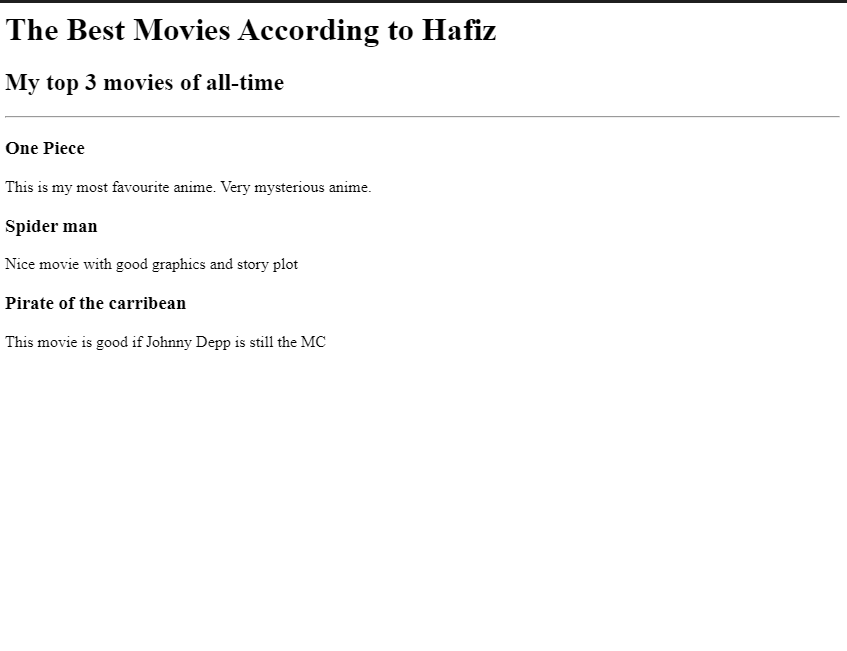 The Best Movies According to Hafiz
My top 3 movies of all-time
One Piece
This is my most favourite anime. Very mysterious anime.
Spider man
Nice movie with good graphics and story plot
Pirate of the carribean
This movie is good if Johnny Depp is still the MC